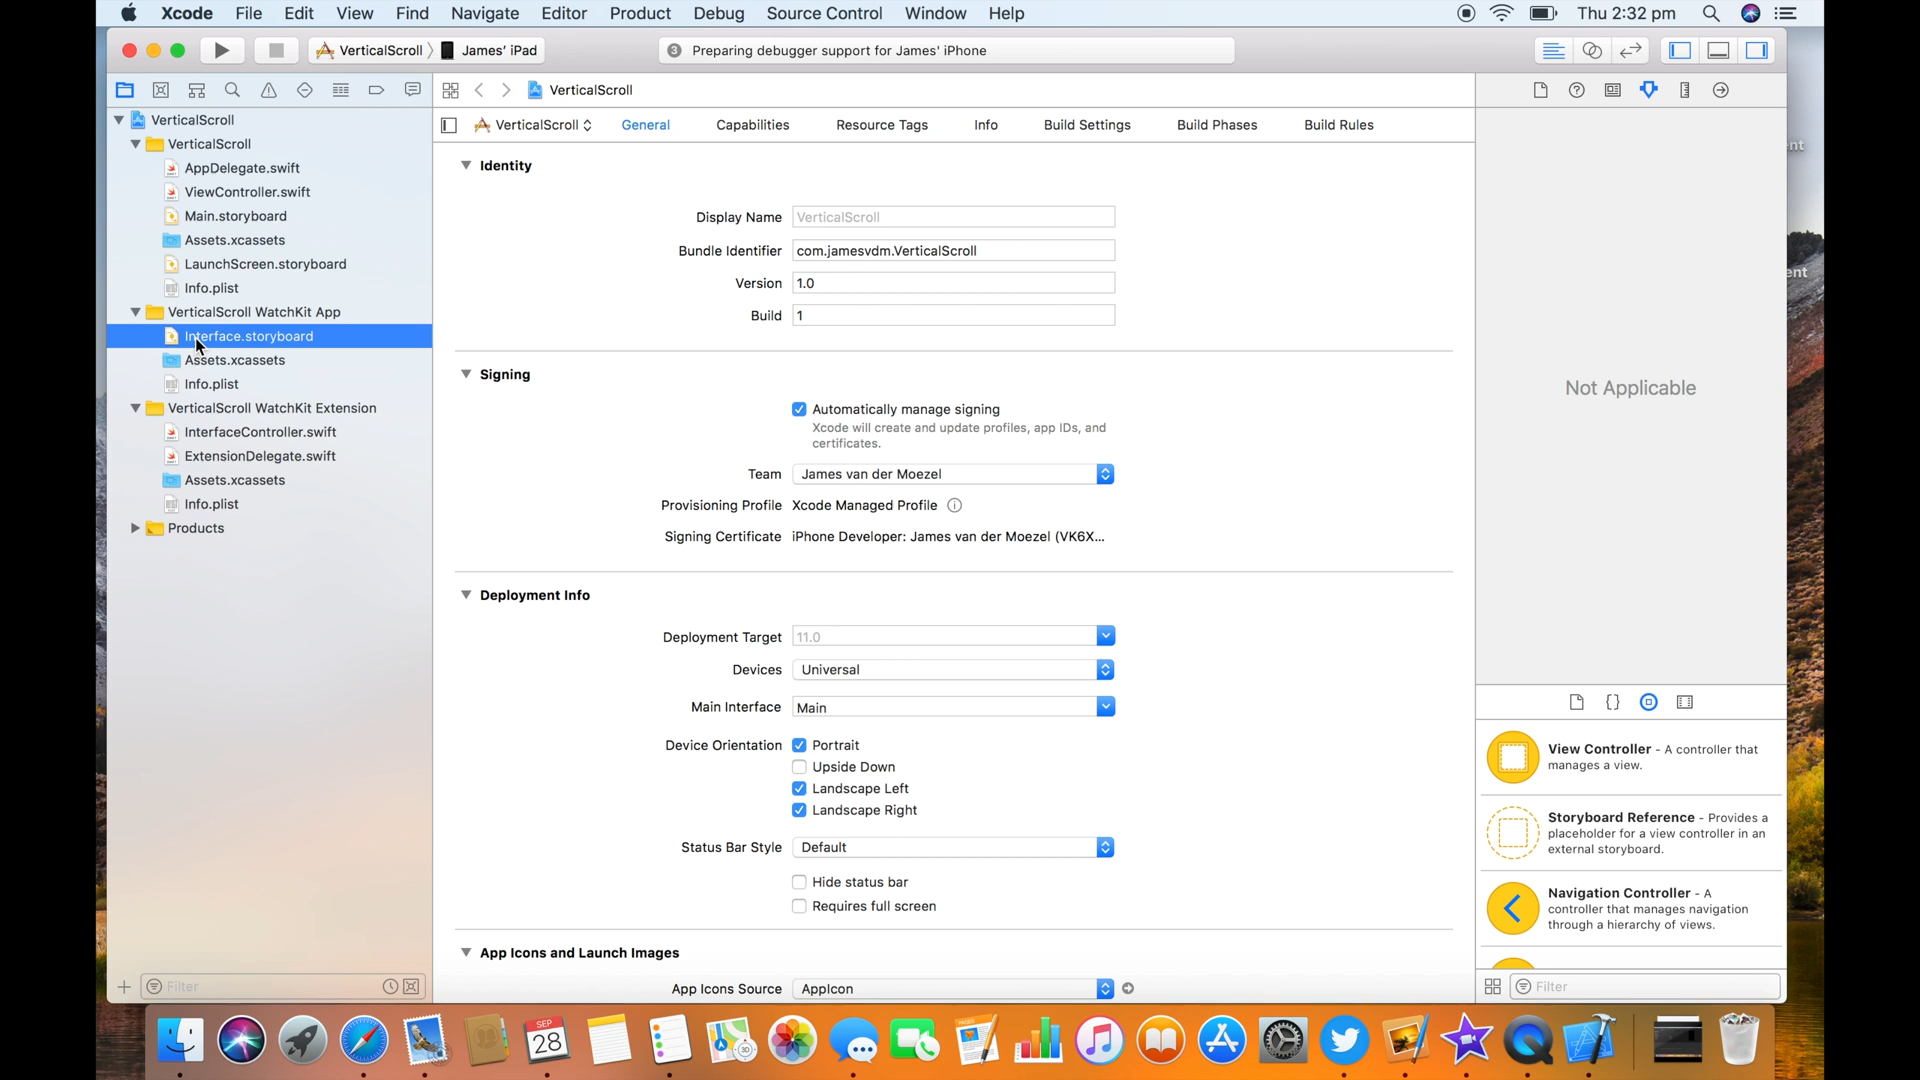 Xcode File Edit View Find Navigate Editor Product Debug Source Control Window Help Thu 2:32 pm
VerticalScroll James' iPad 3 Preparing debugger support for James' iPhone
VerticalScroll
VerticalScroll
VerticalScroll General Capabilities Resource Tags Info Build Settings Build Phases Build Rules
VerticalScroll
AppDelegate.swift
ViewController.swift
Main.storyboard
Assets.xcassets
LaunchScreen.storyboard
Info.plist
VerticalScroll WatchKit App
Interface.storyboard
Assets.xcassets
Info.plist
VerticalScroll WatchKit Extension
InterfaceController.swift
ExtensionDelegate.swift
Assets.xcassets
Info.plist
Products
Filter
Identity
Display Name VerticalScroll
Bundle Identifier com.jamesvdm.VerticalScroll
Version 1.0
Build 1
Signing
Automatically manage signing
Xcode will create and update profiles, app IDs, and
certificates.
Team James van der Moezel
Provisioning Profile Xcode Managed Profile
Signing Certificate iPhone Developer: James van der Moezel (VK6X...
Deployment Info
Deployment Target 11.0
Devices Universal
Main Interface Main
Device Orientation Portrait
Upside Down
Landscape Left
Landscape Right
Status Bar Style Default
Hide status bar
Requires full screen
App Icons and Launch Images
App Icons Source AppIcon
Not Applicable
View Controller - A controller that
manages a view.
Storyboard Reference - Provides a
placeholder for a view controller in an
external storyboard.
Navigation Controller - A
controller that manages navigation
through a hierarchy of views.
Filter
SEP
28
3D